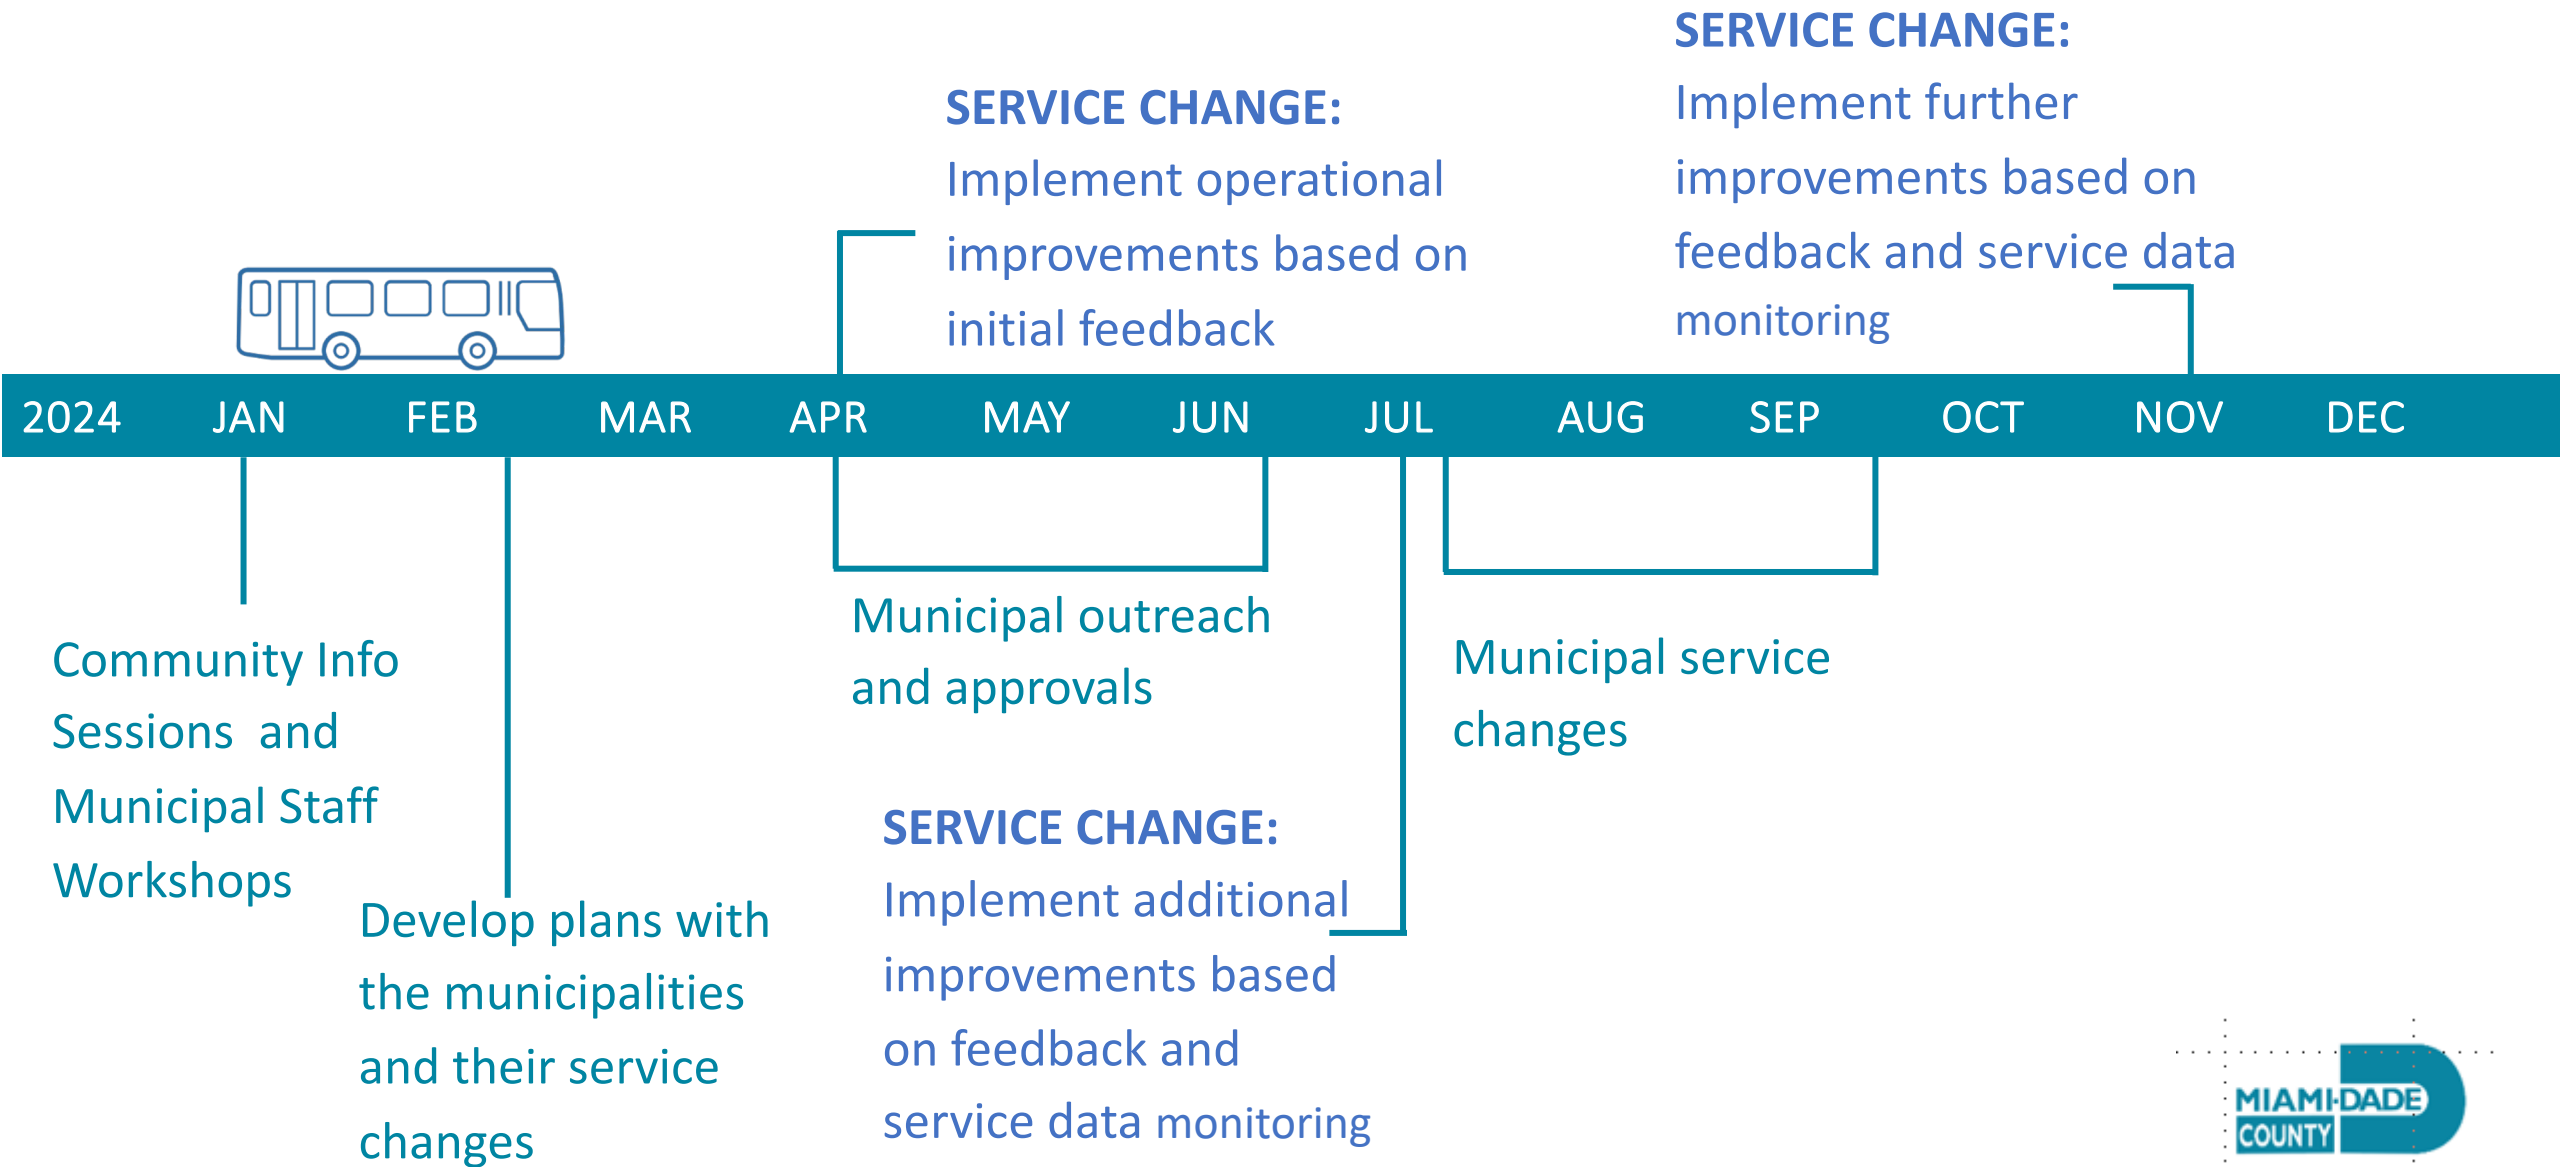 SERVICE CHANGE:
Implement operational
improvements based on
initial feedback
SERVICE CHANGE:
Implement further
improvements based on
feedback and service data
monitoring
2024 JAN FEB MAR APR MAY JUN JUL AUG SEP OCT NOV DEC
Community Info
Sessions and
Municipal Staff
Workshops
Develop plans with
the municipalities
and their service
changes
Municipal outreach
and approvals
SERVICE CHANGE:
Implement additional
improvements based
on feedback and
service data monitoring
Municipal service
changes
MIAMI-DADE
COUNTY